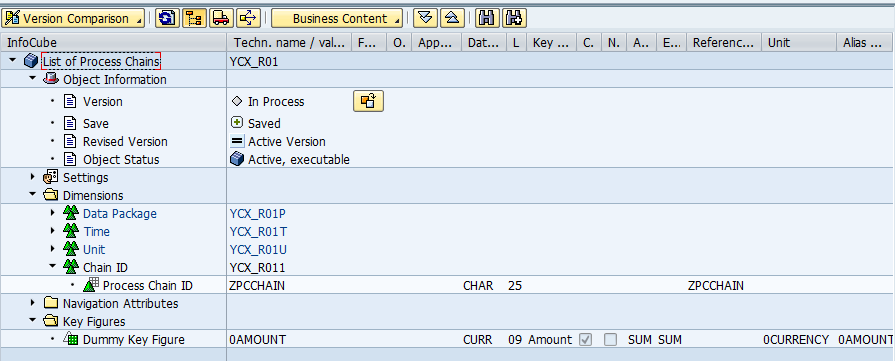 Version Comparison Business Content
InfoCube Techn. name / val... F... O. App... Dat... L Key ... C. N. A... E... Referenc... Unit Alias ...
List of Process Chains YCX_R01
Object Information
Version In Process
Save Saved
Revised Version Active Version
Object Status Active, executable
Settings
Dimensions
Data Package YCX_R01P
Time YCX_R01T
Unit YCX_R01U
Chain ID YCX_R011
Process Chain ID ZPCCHAIN CHAR 25 ZPCCHAIN
Navigation Attributes
Key Figures
Dummy Key Figure 0AMOUNT CURR 09 Amount SUM SUM 0CURRENCY 0AMOUNT